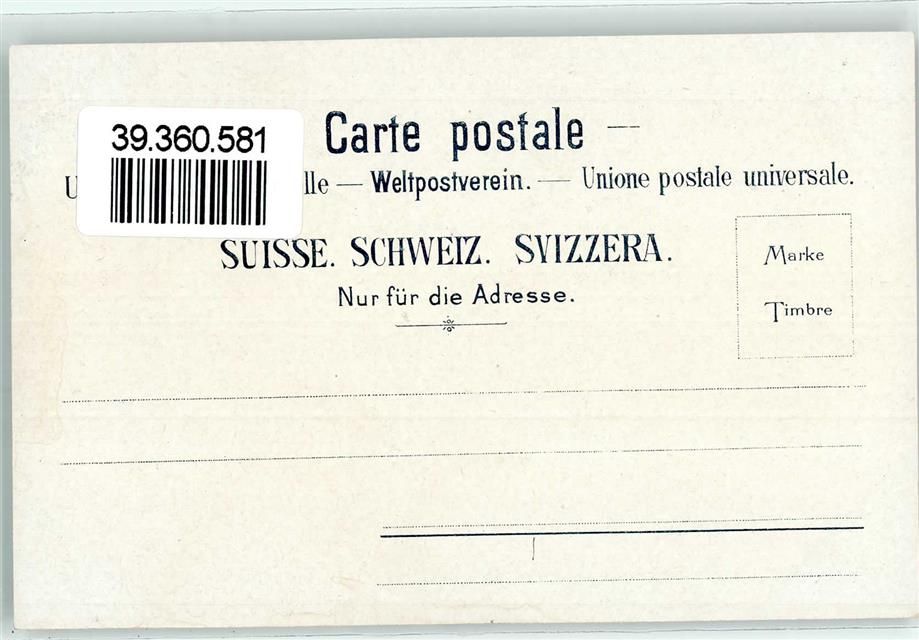 39.360.581
Carte postale —
lle — Weltpostverein. — Unione postale universale.
SUISSE. SCHWEIZ. SVIZZERA.
Nur für die Adresse.
Marke
Timbre